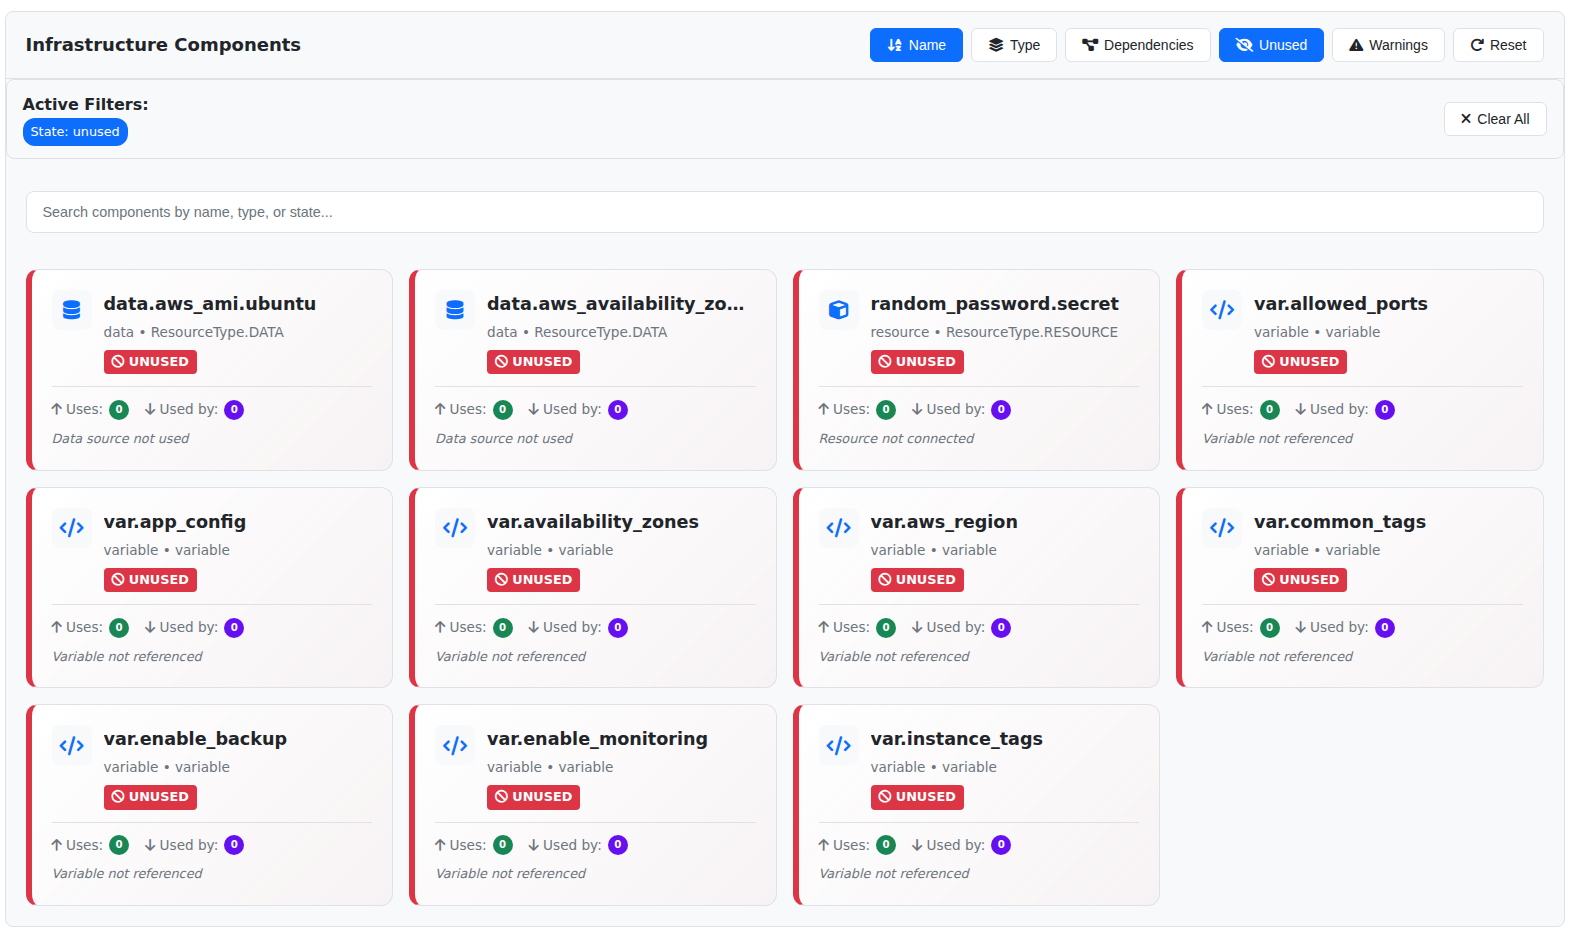 Infrastructure Components
Name
Type
Dependencies
Unused
Warnings
Reset
Active Filters:
State: unused
Clear All
Search components by name, type, or state...
data.aws_ami.ubuntu
data • ResourceType.DATA
UNUSED
Uses: 0 Used by: 0
Data source not used
data.aws_availability_zo...
data • ResourceType.DATA
UNUSED
Uses: 0 Used by: 0
Data source not used
random_password.secret
resource • ResourceType.RESOURCE
UNUSED
Uses: 0 Used by: 0
Resource not connected
var.allowed_ports
variable • variable
UNUSED
Uses: 0 Used by: 0
Variable not referenced
var.app_config
variable • variable
UNUSED
Uses: 0 Used by: 0
Variable not referenced
var.availability_zones
variable • variable
UNUSED
Uses: 0 Used by: 0
Variable not referenced
var.aws_region
variable • variable
UNUSED
Uses: 0 Used by: 0
Variable not referenced
var.common_tags
variable • variable
UNUSED
Uses: 0 Used by: 0
Variable not referenced
var.enable_backup
variable • variable
UNUSED
Uses: 0 Used by: 0
Variable not referenced
var.enable_monitoring
variable • variable
UNUSED
Uses: 0 Used by: 0
Variable not referenced
var.instance_tags
variable • variable
UNUSED
Uses: 0 Used by: 0
Variable not referenced